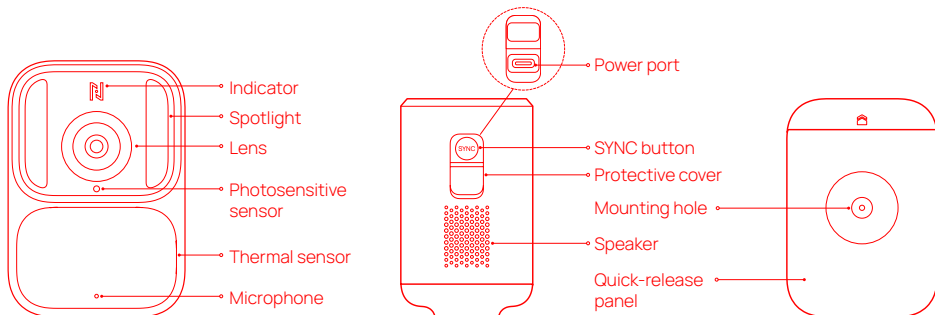 Indicator
Spotlight
Lens
Photosensitive
sensor
Thermal sensor
Microphone
Power port
SYNC
SYNC button
Protective cover
Mounting hole
Speaker
Quick-release
panel